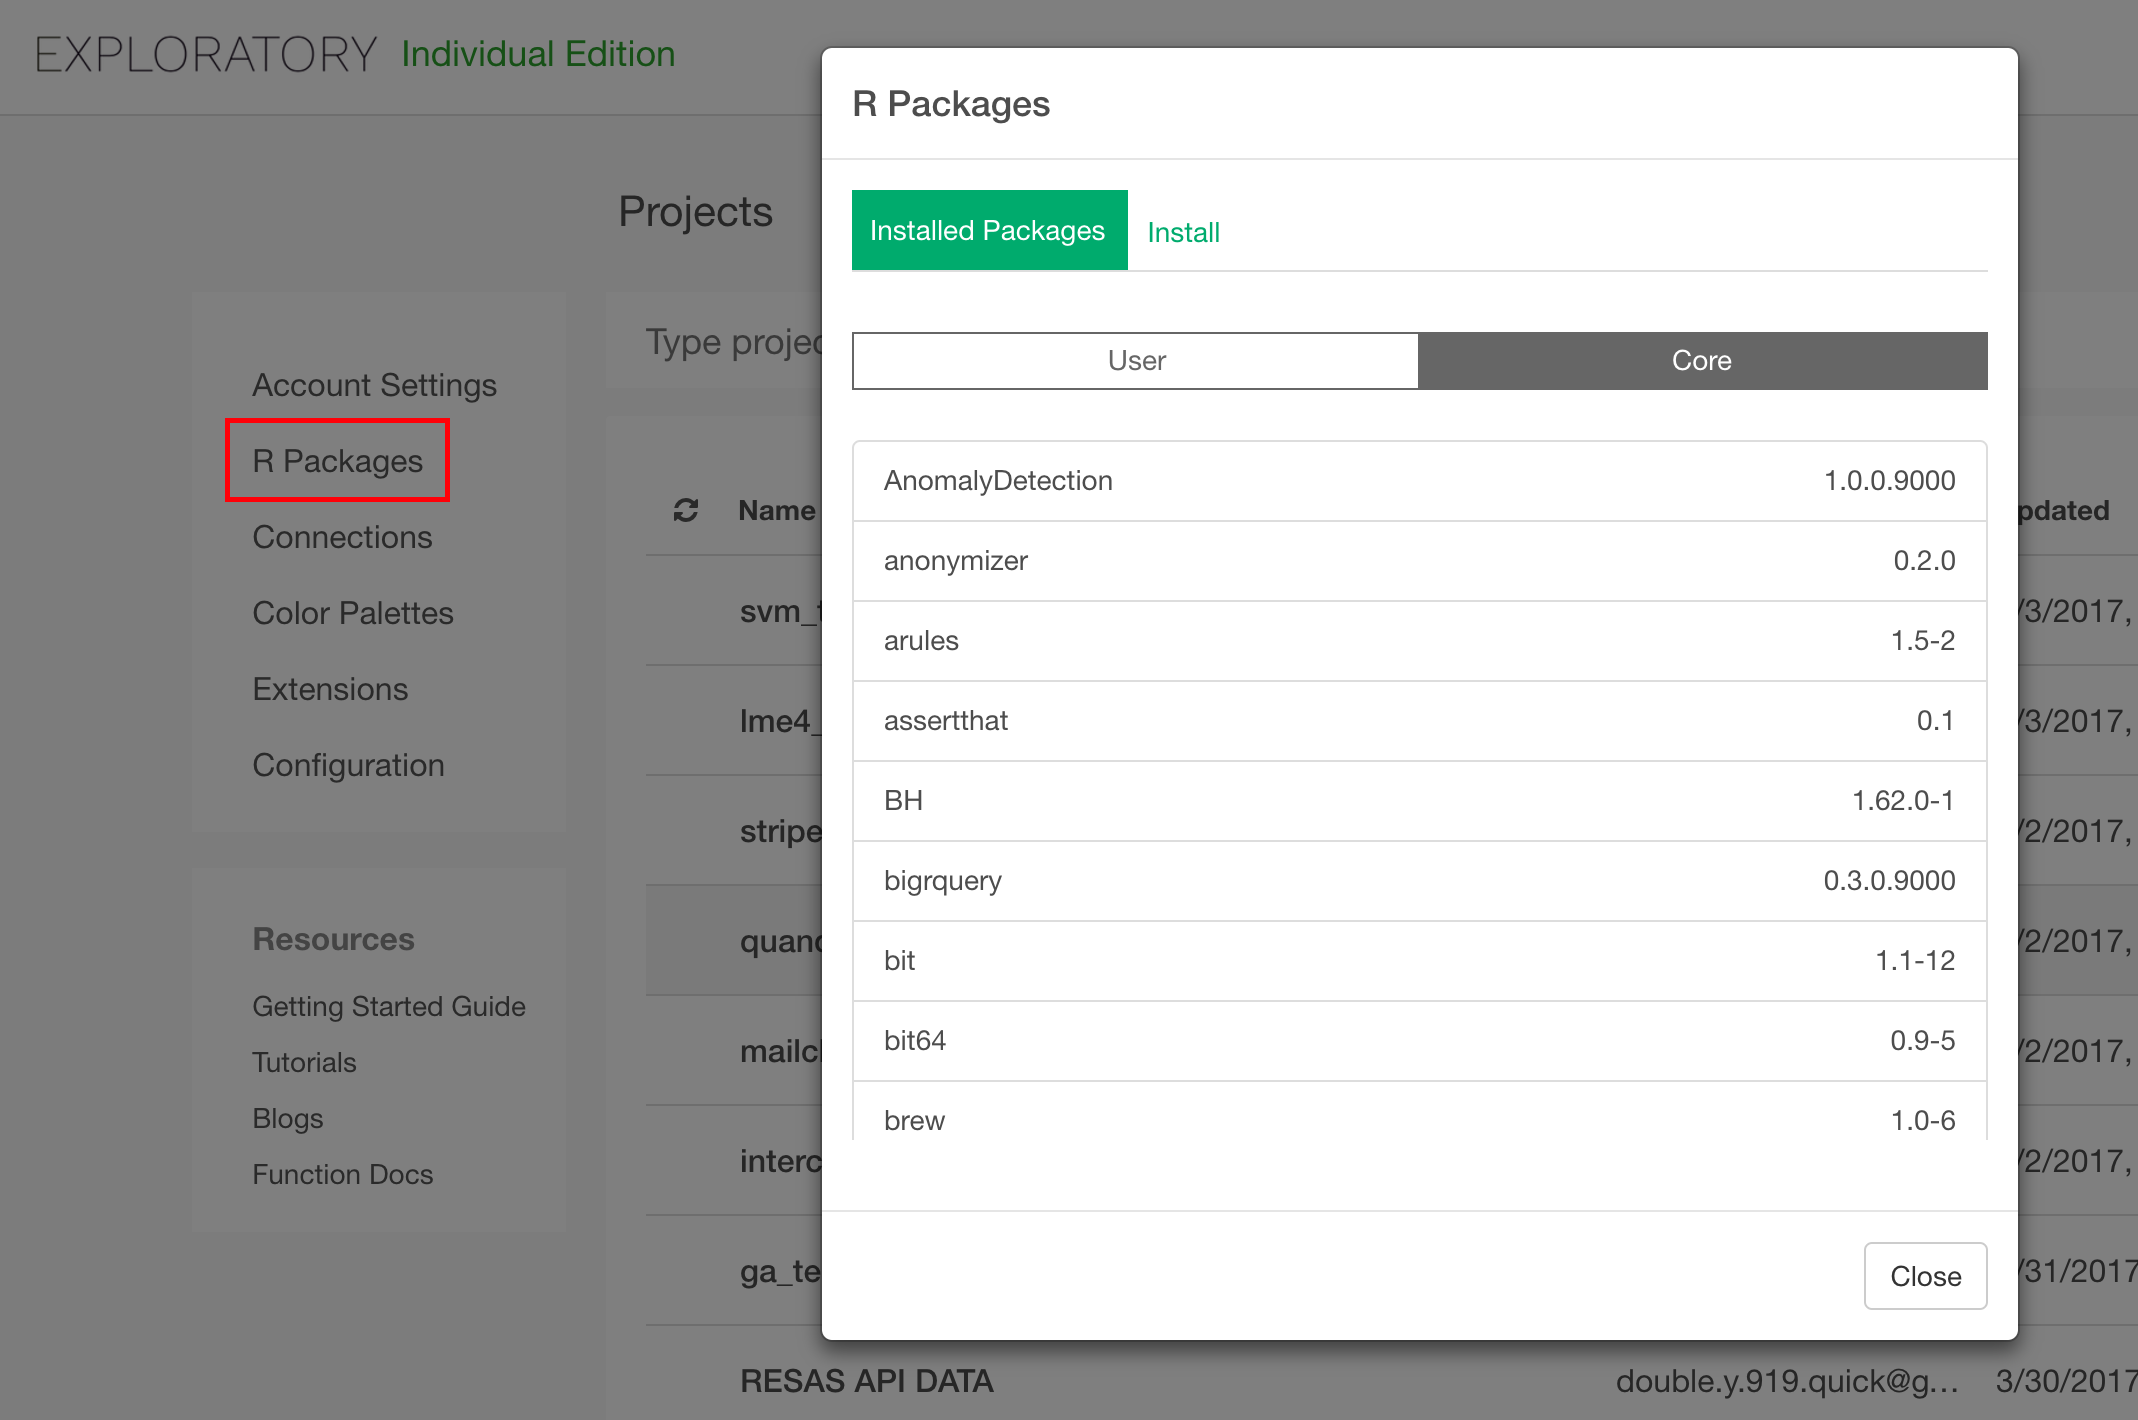 EXPLORATORY Individual Edition
Projects
Account Settings
R Packages
Connections
Color Palettes
Extensions
Configuration
Resources
Getting Started Guide
Tutorials
Blogs
Function Docs
Type
Name
pdated
/3/2017,
/3/2017,
/2/2017,
/2/2017,
/2/2017,
/2/2017,
/31/2017
RESAS API DATA double.y.919.quick@g... 3/30/2017
svm_
lme4_
stripe
quand
mailc
interc
ga_te
R Packages
Installed Packages Install
User Core
AnomalyDetection 1.0.0.9000
anonymizer 0.2.0
arules 1.5-2
assertthat 0.1
BH 1.62.0-1
bigrquery 0.3.0.9000
bit 1.1-12
bit64 0.9-5
brew 1.0-6
Close